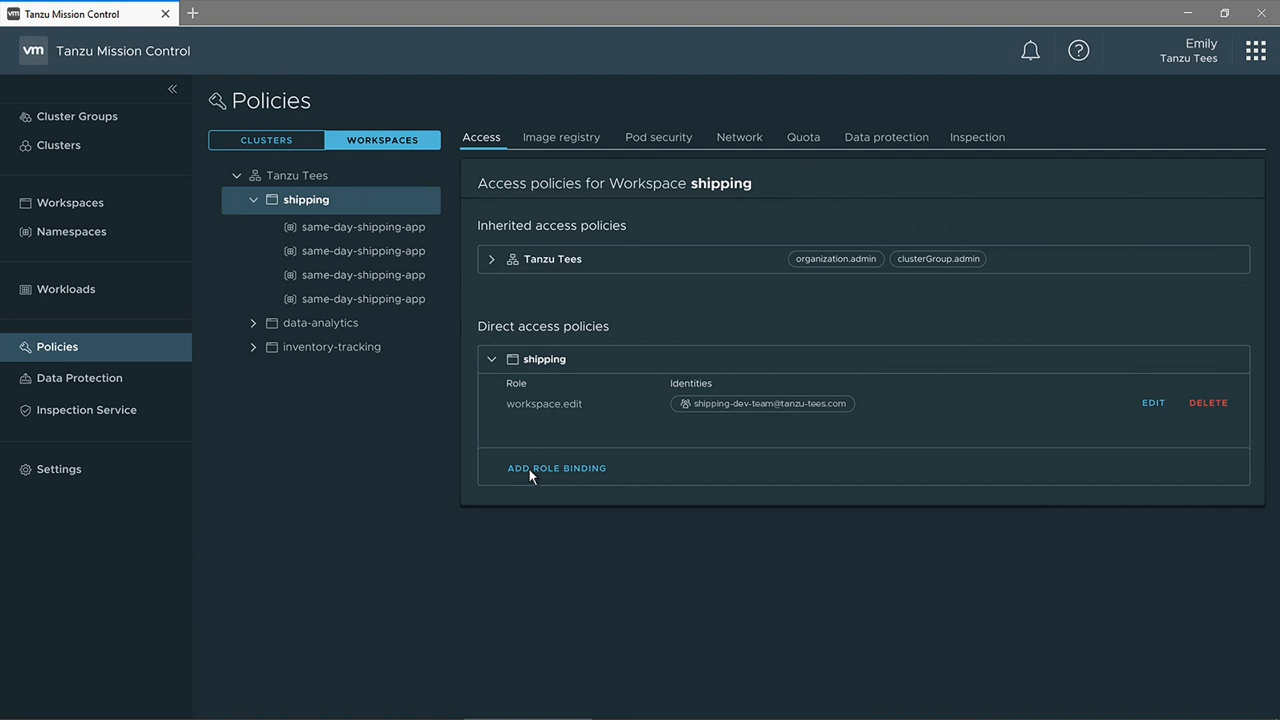 vm Tanzu Mission Control
vm Tanzu Mission Control
Emily
Tanzu Tees
Cluster Groups
Clusters
Workspaces
Namespaces
Workloads
Policies
Data Protection
Inspection Service
Settings
Policies
CLUSTERS WORKSPACES
Tanzu Tees
shipping
same-day-shipping-app
same-day-shipping-app
same-day-shipping-app
same-day-shipping-app
data-analytics
inventory-tracking
Access Image registry Pod security Network Quota Data protection Inspection
Access policies for Workspace shipping
Inherited access policies
Tanzu Tees organization.admin clusterGroup.admin
Direct access policies
shipping
Role Identities
workspace.edit shipping-dev-team@tanzu-tees.com EDIT DELETE
ADD ROLE BINDING